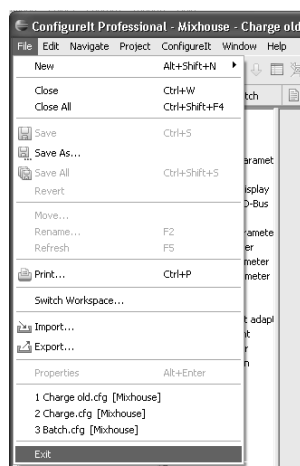 ConfigureIt Professional - Mixhouse - Charge old
File Edit Navigate Project ConfigureIt Window Help
New Alt+Shift+N
Close Ctrl+W
tch
Close All Ctrl+Shift+F4
Save Ctrl+S
Save As...
aramet
Save All Ctrl+Shift+S
Revert
isplay
D-Bus
Move...
Rename... F2
ramete
Refresh F5
er
meter
Print... Ctrl+P
meter
Switch Workspace...
Import...
t adapt
Export...
Properties Alt+Enter
1 Charge old.cfg [Mixhouse]
2 Charge.cfg [Mixhouse]
3 Batch.cfg [Mixhouse]
Exit